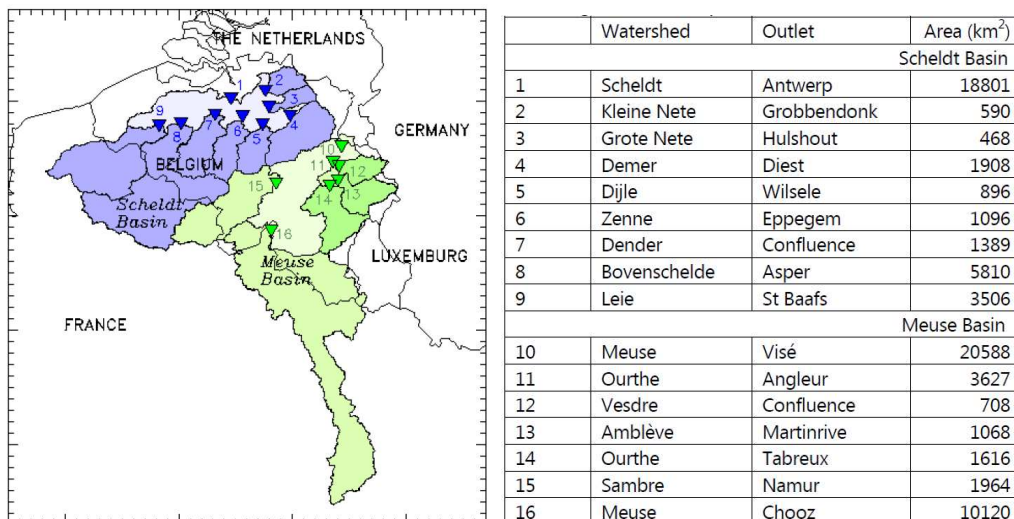 THE NETHERLANDS
1
2
3
4
5
6
7
8
9
GERMANY
BELGIUM
10
11
12
13
14
15
16
Scheldt
Basin
LUXEMBURG
Meuse
Basin
FRANCE
Watershed Outlet Area (km²)
Scheldt Basin
1 Scheldt Antwerp 18801
2 Kleine Nete Grobbendonk 590
3 Grote Nete Hulshout 468
4 Demer Diest 1908
5 Dijle Wilsele 896
6 Zenne Eppegem 1096
7 Dender Confluence 1389
8 Bovenschelde Asper 5810
9 Leie St Baafs 3506
Meuse Basin
10 Meuse Visé 20588
11 Ourthe Angleur 3627
12 Vesdre Confluence 708
13 Amblève Martinrive 1068
14 Ourthe Tabreux 1616
15 Sambre Namur 1964
16 Meuse Chooz 10120